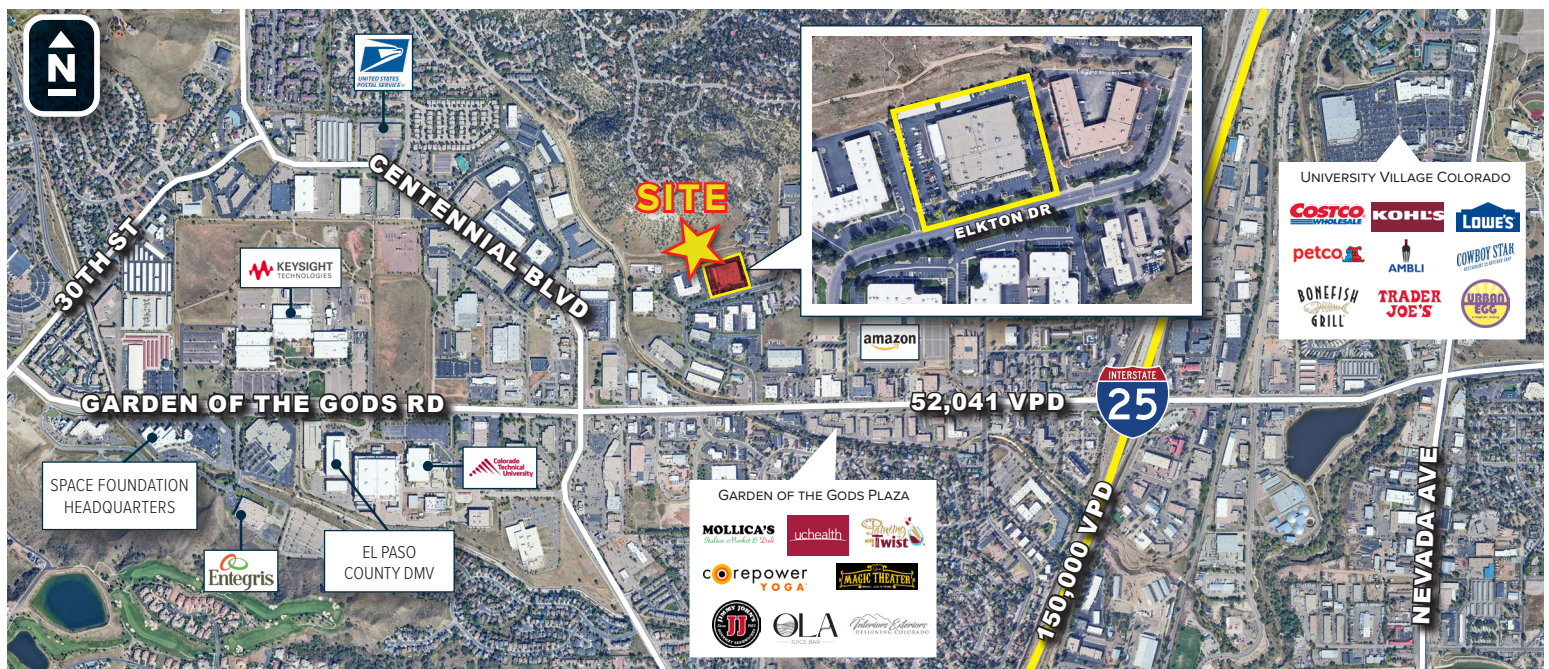 N
UNITED STATES
POSTAL SERVICE®
CENTENNIAL BLVD
30TH ST
KEYSIGHT
TECHNOLOGIES
SITE
ELKTON DR
amazon
UNIVERSITY VILLAGE COLORADO
COSTCO
WHOLESALE
KOHL'S
LOWE'S
petco
AMBLI
COWBOY STAR
BONEFISH
GRILL
TRADER
JOE'S
URBAN
EGG
GARDEN OF THE GODS RD
52,041 VPD
INTERSTATE
25
150,000 VPD
NEVADA AVE
SPACE FOUNDATION
HEADQUARTERS
Entegris
EL PASO
COUNTY DMV
Colorado
Technical
University
GARDEN OF THE GODS PLAZA
MOLLICA'S
Italian Market & Deli
uchealth
Painting
with a
Twist
corepower
YOGA
MAGIC THEATER
JIMMY JOHN'S
JJ
OLA
JUICE BAR
Interiors Exteriors
DESIGNING COLORADO